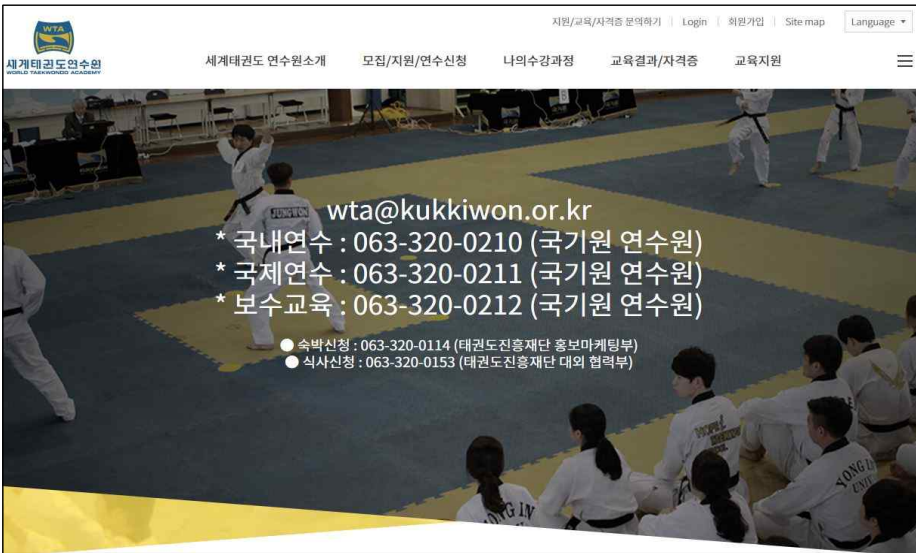 지원/교육/자격증 문의하기 | Login | 회원가입 | Site map Language
WTA
세계태권도연수원
WORLD TAEKWONDO ACADEMY
세계태권도 연수원소개 모집/지원/연수신청 나의수강과정 교육결과/자격증 교육지원
JUNGWON
wta@kukkiwon.or.kr
* 국내연수 : 063-320-0210 (국기원 연수원)
* 국제연수 : 063-320-0211 (국기원 연수원)
* 보수교육 : 063-320-0212 (국기원 연수원)
● 숙박신청 : 063-320-0114 (태권도진흥재단 홍보마케팅부)
● 식사신청 : 063-320-0153 (태권도진흥재단 대외 협력부)
YONG IN
UNIV